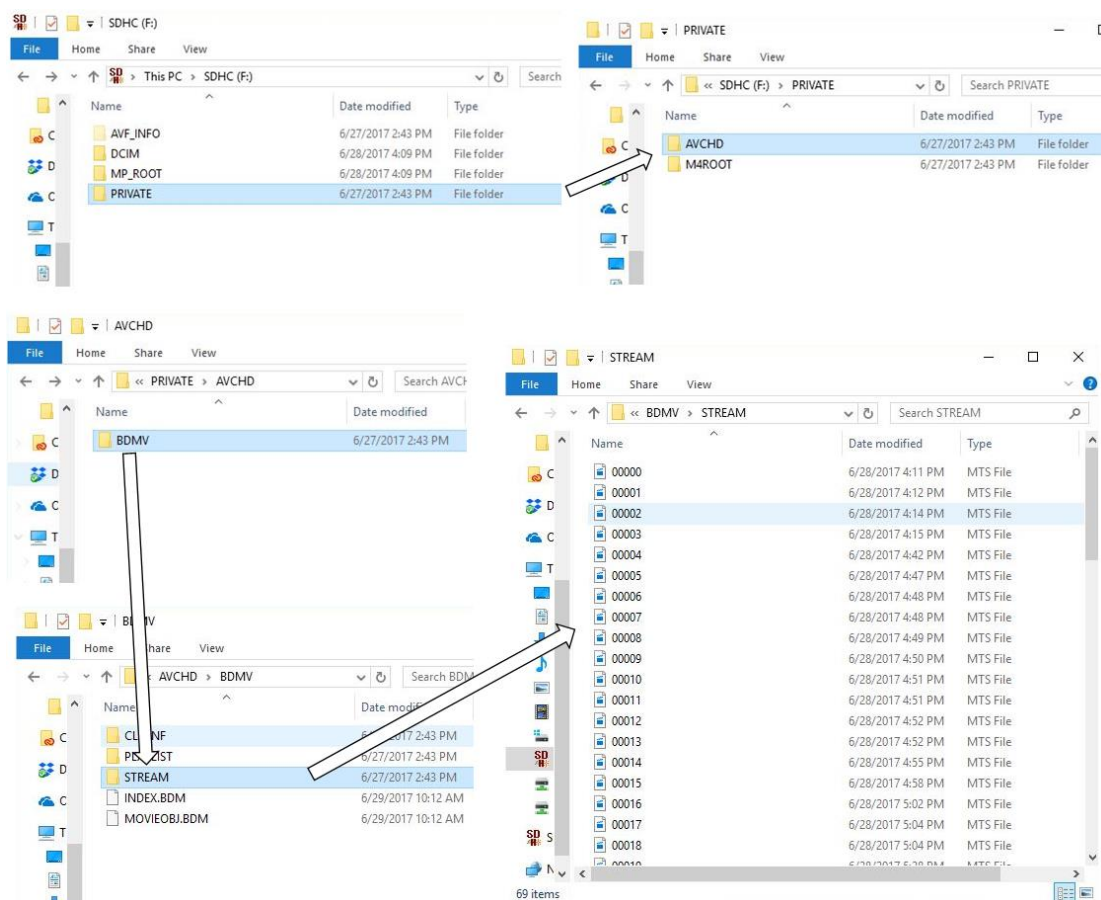 SDHC (F:)
File Home Share View
This PC > SDHC (F:) Search
Name Date modified Type
AVF_INFO 6/27/2017 2:43 PM File folder
DCIM 6/28/2017 4:09 PM File folder
MP_ROOT 6/28/2017 4:09 PM File folder
PRIVATE 6/27/2017 2:43 PM File folder
C
D
C
T
PRIVATE
File Home Share View
« SDHC (F:) > PRIVATE Search PRIVATE
Name Date modified Type
AVCHD 6/27/2017 2:43 PM File folder
M4ROOT 6/27/2017 2:43 PM File folder
C
D
C
T
AVCHD
File Home Share View
« PRIVATE > AVCHD Search AVCH
Name Date modified
BDMV 6/27/2017 2:43 PM
C
D
C
T
File Home Share View
« AVCHD > BDMV Search BDM
Name Date modified
2017 2:43 PM
6/27/2017 2:43 PM
STREAM 6/27/2017 2:43 PM
INDEX.BDM 6/29/2017 10:12 AM
MOVIEOBJ.BDM 6/29/2017 10:12 AM
C
D
C
T
STREAM
File Home Share View
« BDMV > STREAM Search STREAM
Name Date modified Type
00000 6/28/2017 4:11 PM MTS File
00001 6/28/2017 4:12 PM MTS File
00002 6/28/2017 4:14 PM MTS File
00003 6/28/2017 4:15 PM MTS File
00004 6/28/2017 4:42 PM MTS File
00005 6/28/2017 4:47 PM MTS File
00006 6/28/2017 4:48 PM MTS File
00007 6/28/2017 4:48 PM MTS File
00008 6/28/2017 4:49 PM MTS File
00009 6/28/2017 4:50 PM MTS File
00010 6/28/2017 4:51 PM MTS File
00011 6/28/2017 4:51 PM MTS File
00012 6/28/2017 4:52 PM MTS File
00013 6/28/2017 4:52 PM MTS File
00014 6/28/2017 4:55 PM MTS File
00015 6/28/2017 4:58 PM MTS File
00016 6/28/2017 5:02 PM MTS File
00017 6/28/2017 5:04 PM MTS File
00018 6/28/2017 5:04 PM MTS File
C
D
C
T
S
N
69 items